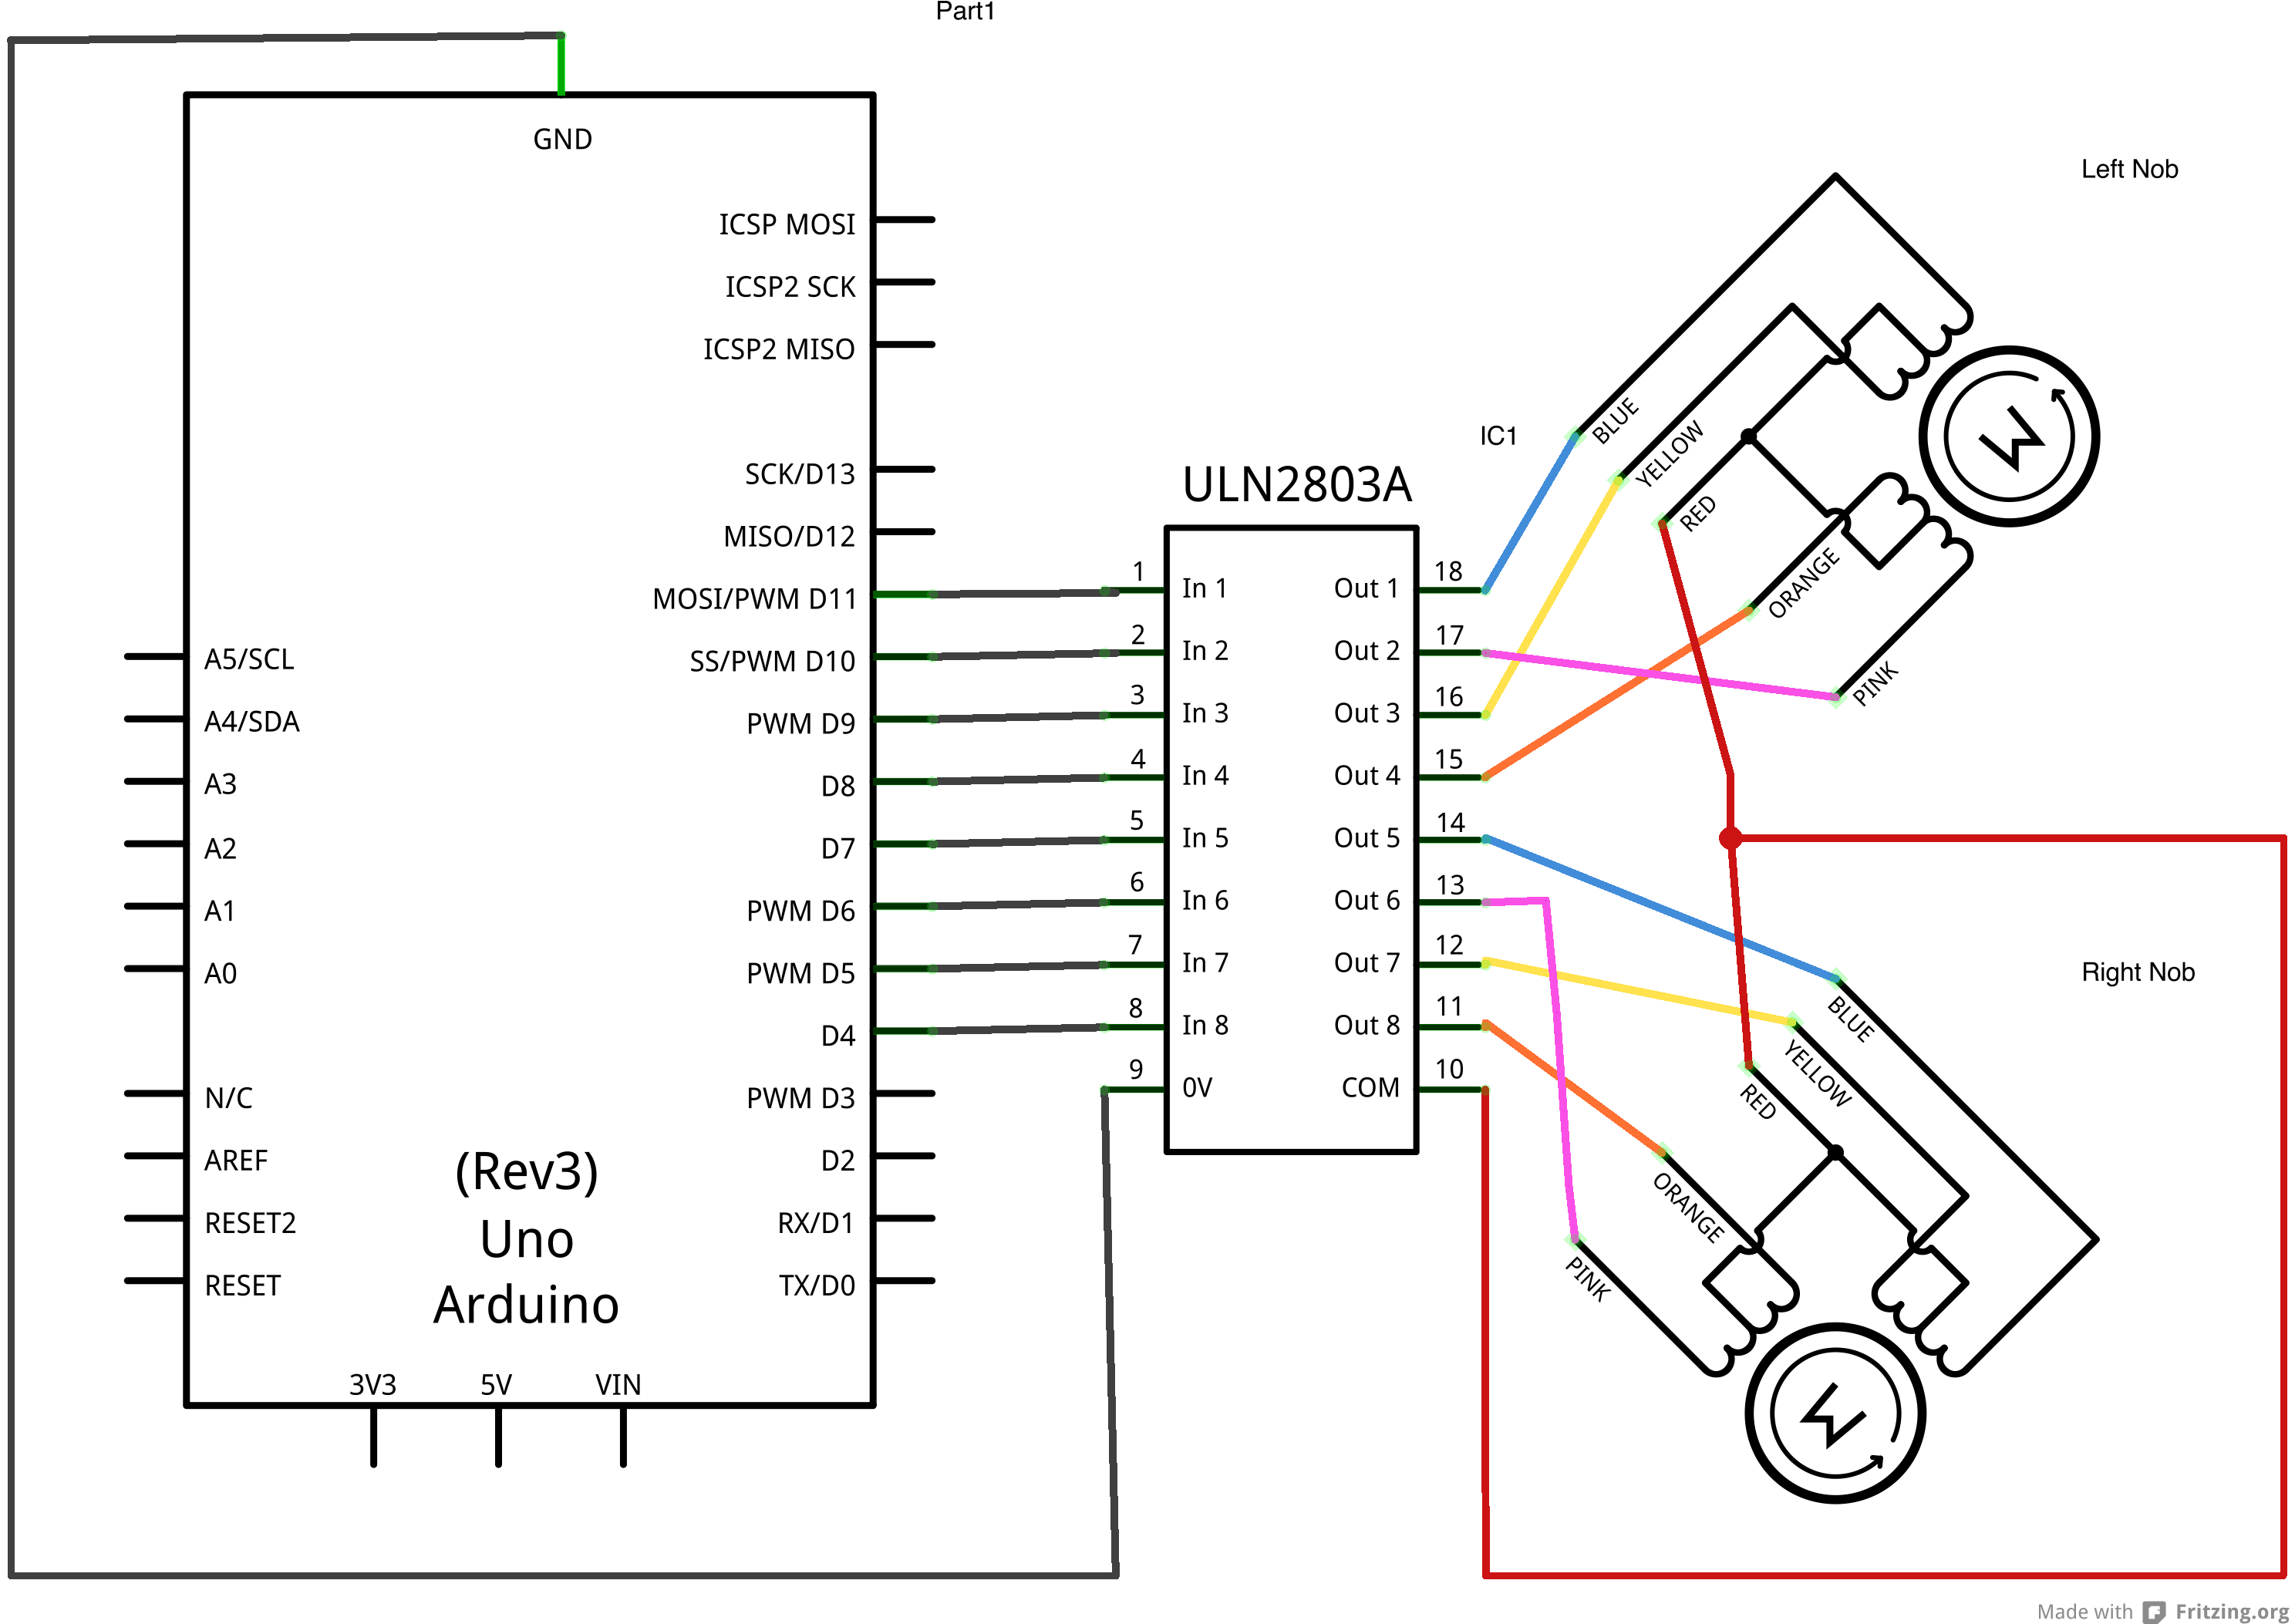 Part1
GND
ICSP MOSI
ICSP2 SCK
ICSP2 MISO
SCK/D13
MISO/D12
MOSI/PWM D11
SS/PWM D10
PWM D9
D8
D7
PWM D6
PWM D5
D4
PWM D3
D2
RX/D1
TX/D0
A5/SCL
A4/SDA
A3
A2
A1
A0
N/C
AREF
RESET2
RESET
(Rev3)
Uno
Arduino
3V3 5V VIN
IC1
ULN2803A
1 In 1 Out 1 18
2 In 2 Out 2 17
3 In 3 Out 3 16
4 In 4 Out 4 15
5 In 5 Out 5 14
6 In 6 Out 6 13
7 In 7 Out 7 12
8 In 8 Out 8 11
9 0V COM 10
Left Nob
BLUE
YELLOW
RED
ORANGE
PINK
M
Right Nob
BLUE
YELLOW
RED
ORANGE
PINK
M
Made with Fritzing.org